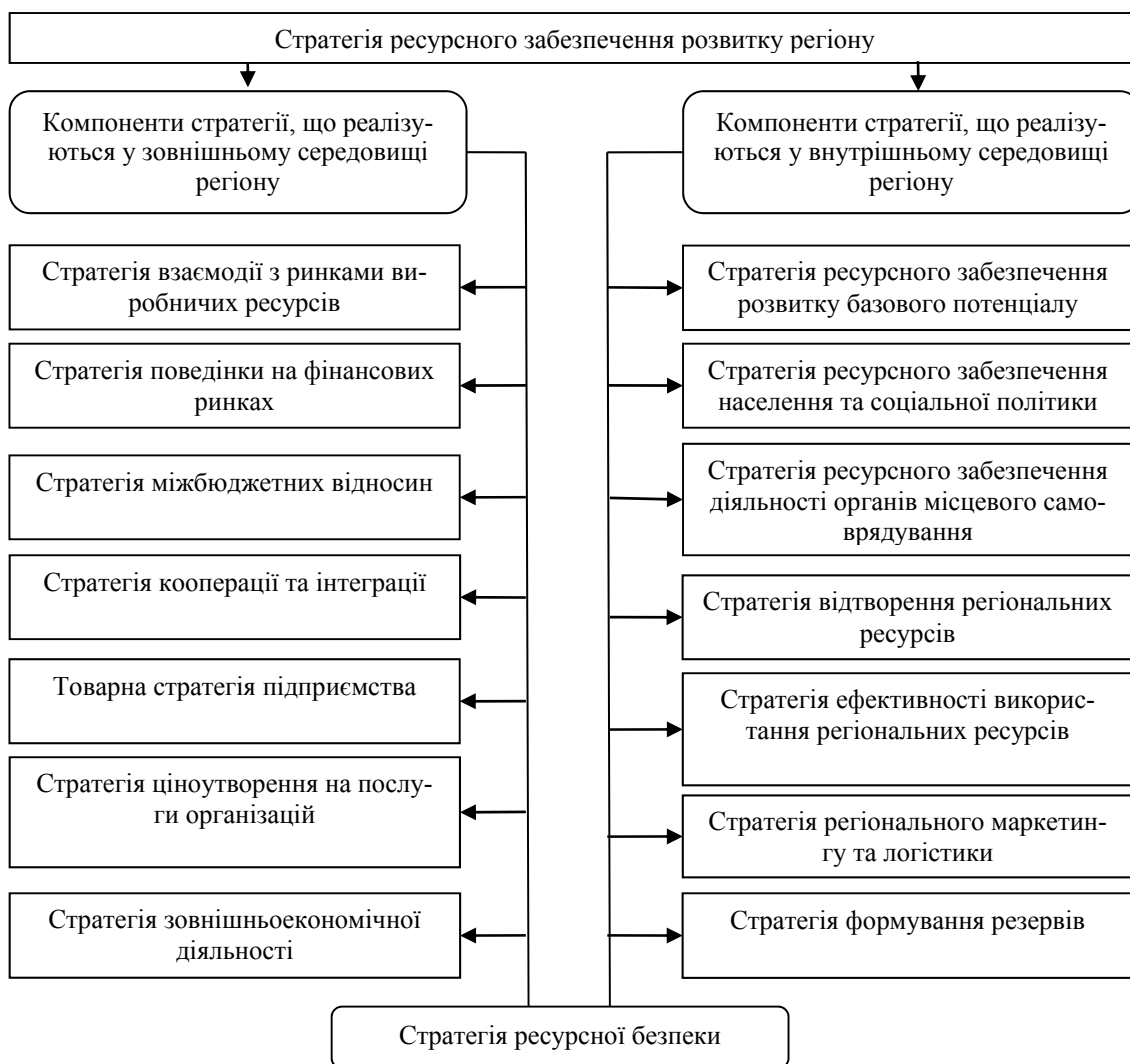 Стратегія ресурсного забезпечення розвитку регіону
Компоненти стратегії, що реалізу-
ються у зовнішньому середовищі
регіону
Стратегія взаємодії з ринками ви-
робничих ресурсів
Стратегія поведінки на фінансових
ринках
Стратегія міжбюджетних відносин
Стратегія кооперації та інтеграції
Товарна стратегія підприємства
Стратегія ціноутворення на послу-
ги організацій
Стратегія зовнішньоекономічної
діяльності
Компоненти стратегії, що реалізу-
ються у внутрішньому середовищі
регіону
Стратегія ресурсного забезпечення
розвитку базового потенціалу
Стратегія ресурсного забезпечення
населення та соціальної політики
Стратегія ресурсного забезпечення
діяльності органів місцевого само-
врядування
Стратегія відтворення регіональних
ресурсів
Стратегія ефективності використ-
тання регіональних ресурсів
Стратегія регіонального маркетин-
гу та логістики
Стратегія формування резервів
Стратегія ресурсної безпеки